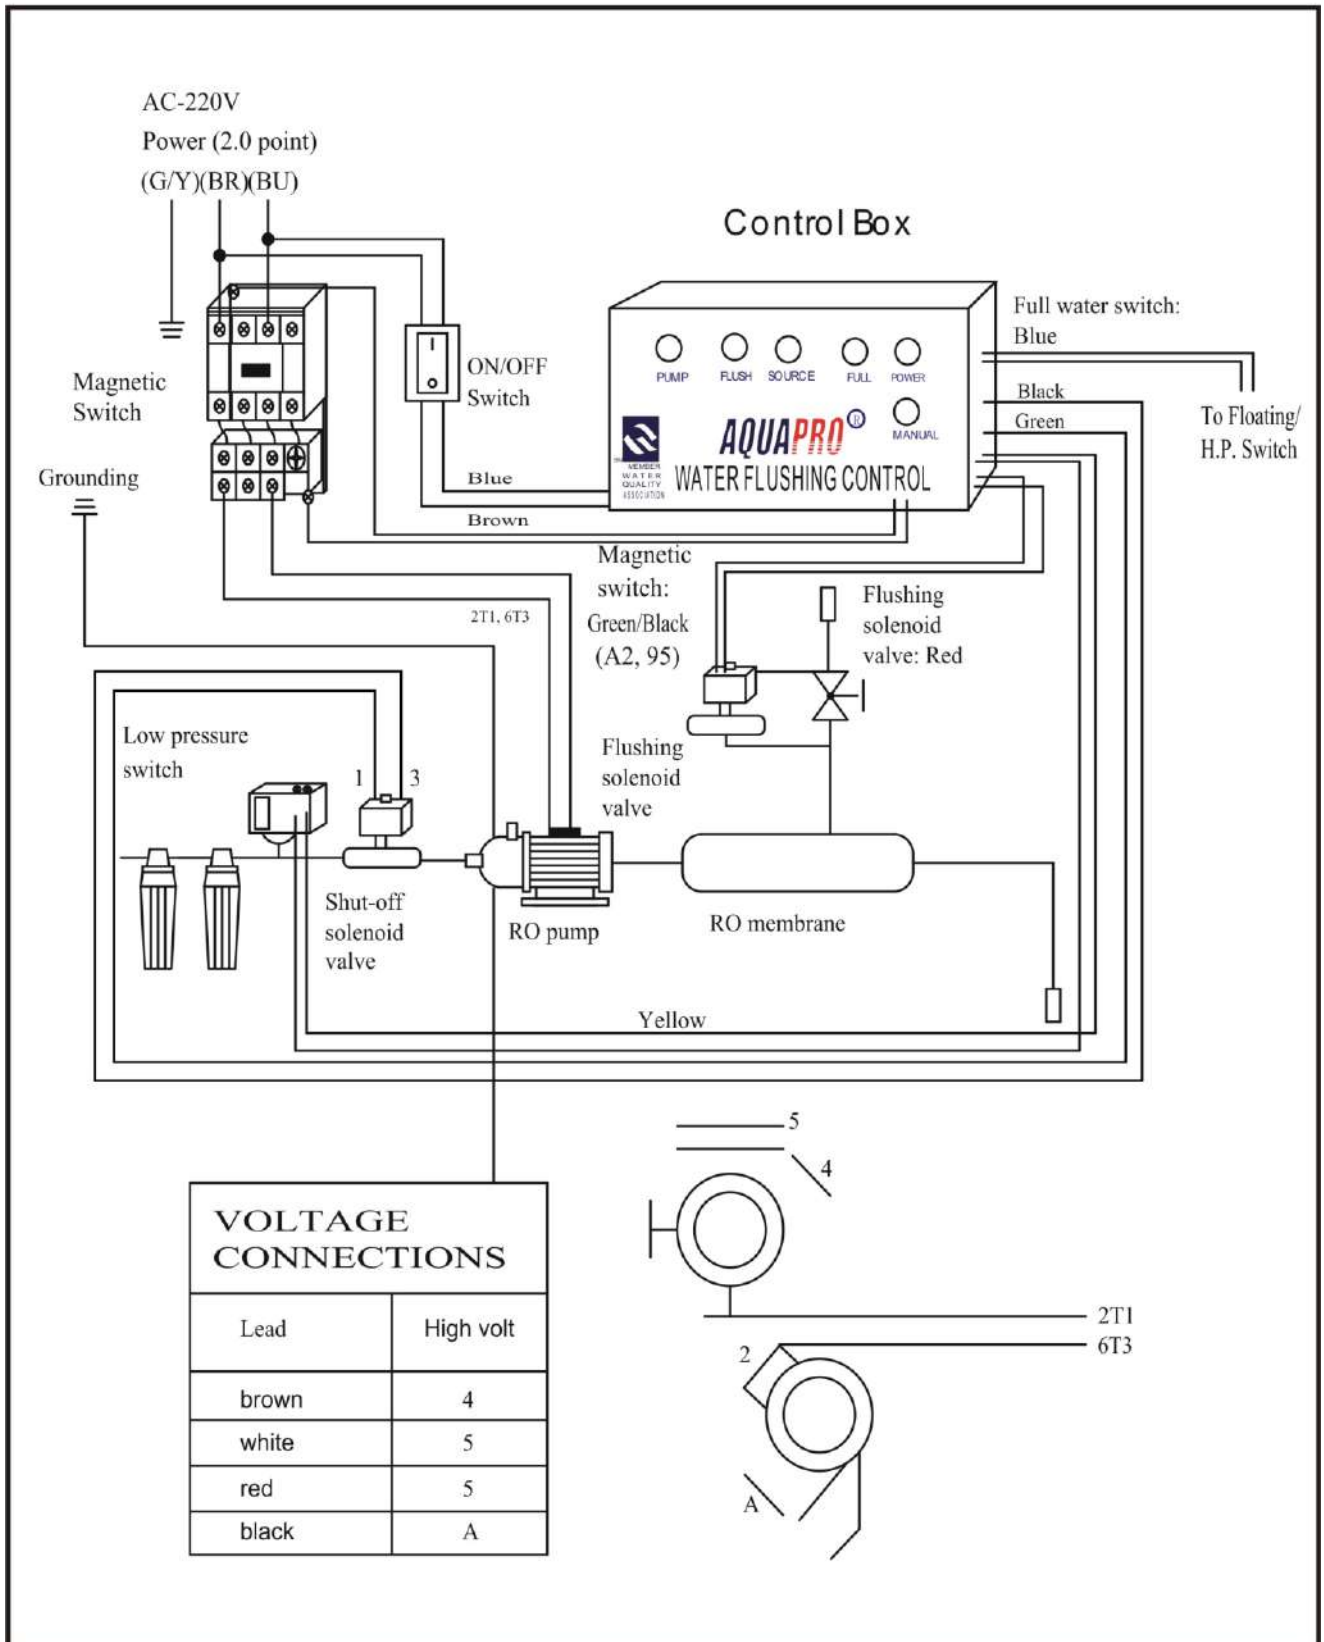 AC-220V
Power (2.0 point)
(G/Y)(BR)(BU)
Control Box
Full water switch:
Blue
PUMP
FLUSH
SOURCE
FULL
POWER
ON/OFF
Switch
Magnetic
Switch
Black
Green
To Floating/
H.P. Switch
MANUAL
AQUAPRO®
MEMBER
WATER
QUALITY
ASSOCIATION
WATER FLUSHING CONTROL
Grounding
Blue
Brown
Magnetic
switch:
Green/Black
(A2, 95)
2T1, 6T3
Flushing
solenoid
valve: Red
Low pressure
switch
1
3
Flushing
solenoid
valve
Shut-off
solenoid
valve
RO pump
RO membrane
Yellow
5
4
VOLTAGE
CONNECTIONS
Lead High volt
brown 4
white 5
red 5
black A
2T1
6T3
2
A